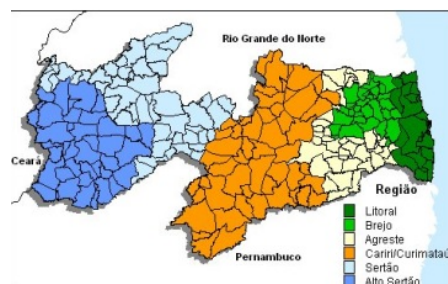 Rio Grande do Norte
Ceará
Região
Litoral
Brejo
Agreste
Cariri/Curimataú
Pernambuco
Sertão
Alto Sertão